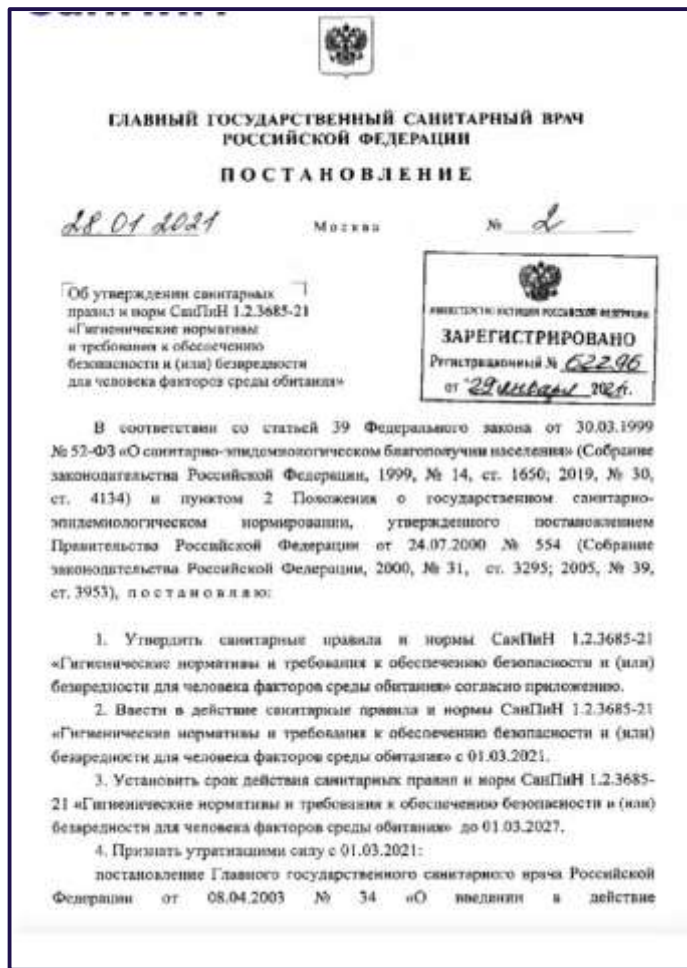 ГЛАВНЫЙ ГОСУДАРСТВЕННЫЙ САНИТАРНЫЙ ВРАЧ
РОССИЙСКОЙ ФЕДЕРАЦИИ
ПОСТАНОВЛЕНИЕ
28.01 2021 Москва № 2
Об утверждении санитарных
правил и норм СанПиН 1.2.3685-21
«Гигиенические нормативы
и требования к обеспечению
безопасности и (или) безвредности
для человека факторов среды обитания»
МИНИСТЕРСТВО ЮСТИЦИИ РОССИЙСКОЙ ФЕДЕРАЦИИ
ЗАРЕГИСТРИРОВАНО
Регистрационный № 62296
от "29 января 2021г.
В соответствии со статьей 39 Федерального закона от 30.03.1999
№ 52-ФЗ «О санитарно-эпидемиологическом благополучии населения» (Собрание
законодательства Российской Федерации, 1999, № 14, ст. 1650; 2019, № 30,
ст. 4134) и пунктом 2 Положения о государственном санитарно-
эпидемиологическом нормировании, утвержденного постановлением
Правительства Российской Федерации от 24.07.2000 № 554 (Собрание
законодательства Российской Федерации, 2000, № 31, ст. 3295; 2005, № 39,
ст. 3953), постановляю:
1. Утвердить санитарные правила и нормы СанПиН 1.2.3685-21
«Гигиенические нормативы и требования к обеспечению безопасности и (или)
безвредности для человека факторов среды обитания» согласно приложению.
2. Ввести в действие санитарные правила и нормы СанПиН 1.2.3685-21
«Гигиенические нормативы и требования к обеспечению безопасности и (или)
безвредности для человека факторов среды обитания» с 01.03.2021.
3. Установить срок действия санитарных правил и норм СанПиН 1.2.3685-
21 «Гигиенические нормативы и требования к обеспечению безопасности и (или)
безвредности для человека факторов среды обитания» до 01.03.2027.
4. Признать утратившими силу с 01.03.2021:
постановление Главного государственного санитарного врача Российской
Федерации от 08.04.2003 № 34 «О введении в действие